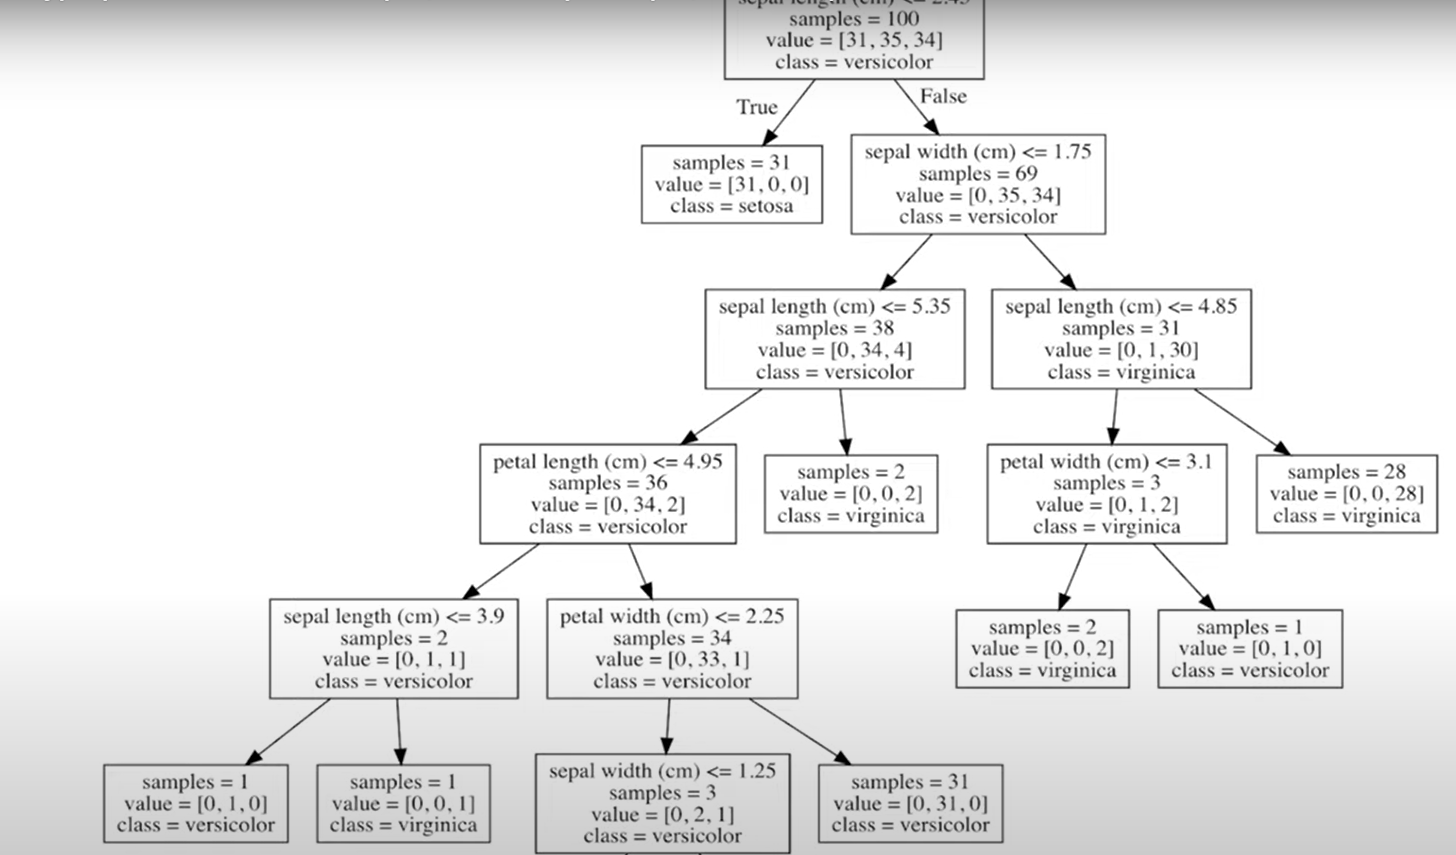 sepal length (cm) <= 2.45
samples = 100
value = [31, 35, 34]
class = versicolor
True
False
samples = 31
value = [31, 0, 0]
class = setosa
sepal width (cm) <= 1.75
samples = 69
value = [0, 35, 34]
class = versicolor
sepal length (cm) <= 5.35
samples = 38
value = [0, 34, 4]
class = versicolor
sepal length (cm) <= 4.85
samples = 31
value = [0, 1, 30]
class = virginica
petal length (cm) <= 4.95
samples = 36
value = [0, 34, 2]
class = versicolor
samples = 2
value = [0, 0, 2]
class = virginica
petal width (cm) <= 3.1
samples = 3
value = [0, 1, 2]
class = virginica
samples = 28
value = [0, 0, 28]
class = virginica
sepal length (cm) <= 3.9
samples = 2
value = [0, 1, 1]
class = versicolor
petal width (cm) <= 2.25
samples = 34
value = [0, 33, 1]
class = versicolor
samples = 2
value = [0, 0, 2]
class = virginica
samples = 1
value = [0, 1, 0]
class = versicolor
samples = 1
value = [0, 1, 0]
class = versicolor
samples = 1
value = [0, 0, 1]
class = virginica
sepal width (cm) <= 1.25
samples = 3
value = [0, 2, 1]
class = versicolor
samples = 31
value = [0, 31, 0]
class = versicolor